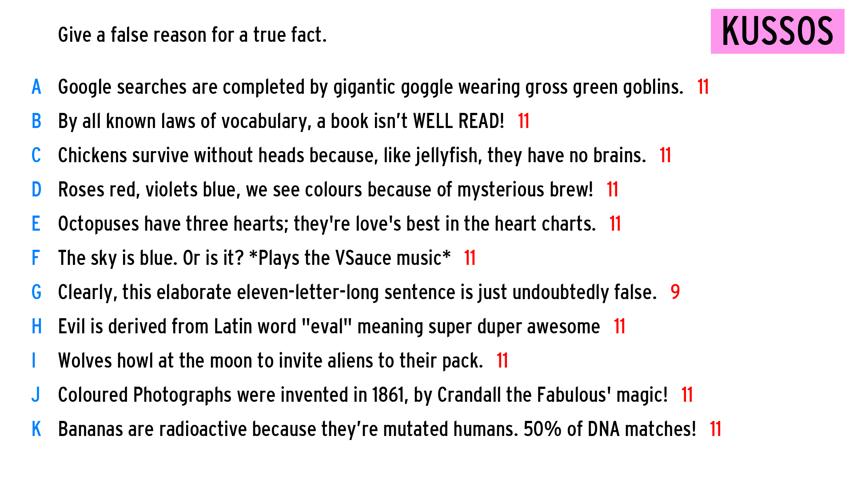 Give a false reason for a true fact.
KUSSOS
A Google searches are completed by gigantic goggle wearing gross green goblins. 11
B By all known laws of vocabulary, a book isn’t WELL READ! 11
C Chickens survive without heads because, like jellyfish, they have no brains. 11
D Roses red, violets blue, we see colours because of mysterious brew! 11
E Octopuses have three hearts; they're love's best in the heart charts. 11
F The sky is blue. Or is it? *Plays the VSauce music* 11
G Clearly, this elaborate eleven-letter-long sentence is just undoubtedly false. 9
H Evil is derived from Latin word "eval" meaning super duper awesome 11
I Wolves howl at the moon to invite aliens to their pack. 11
J Coloured Photographs were invented in 1861, by Crandall the Fabulous' magic! 11
K Bananas are radioactive because they’re mutated humans. 50% of DNA matches! 11